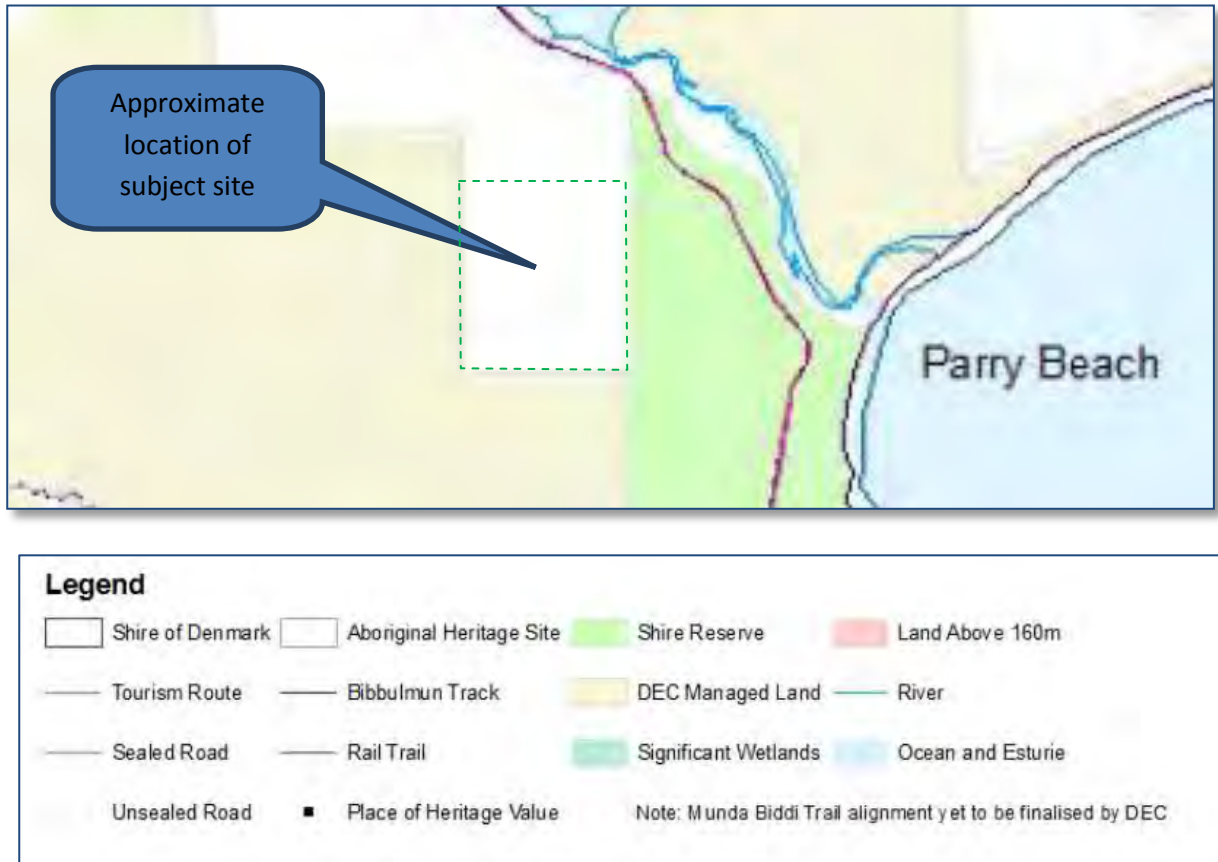 Approximate
location of
subject site
Parry Beach
Legend
Shire of Denmark Aboriginal Heritage Site Shire Reserve Land Above 160m
Tourism Route Bibbulmun Track DEC Managed Land River
Sealed Road Rail Trail Significant Wetlands Ocean and Esturie
Unsealed Road Place of Heritage Value Note: Munda Biddi Trail alignment yet to be finalised by DEC